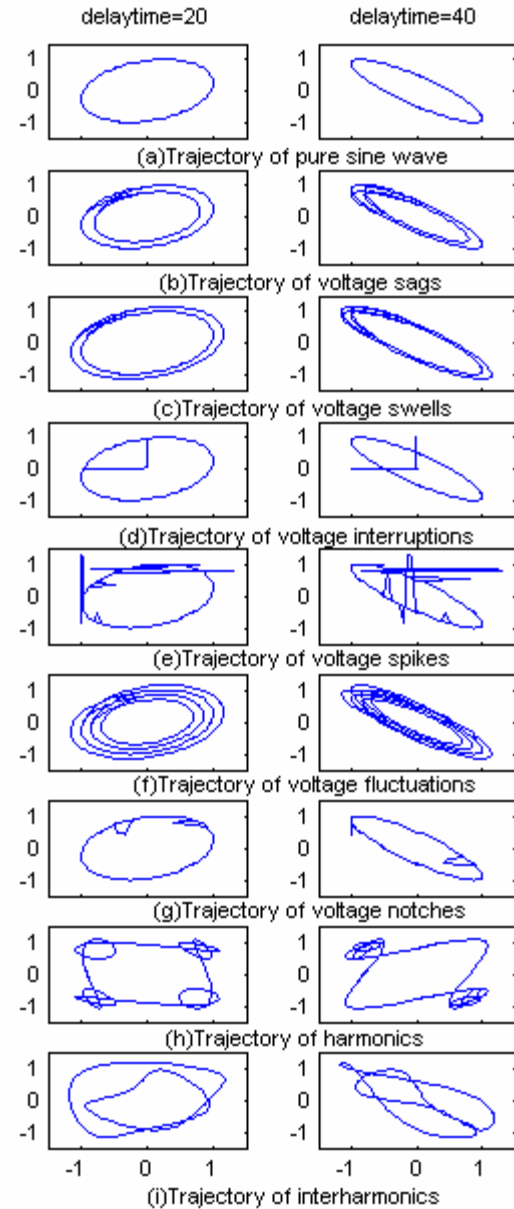 delaytime=20 delaytime=40
1 1
0 0
-1 -1
(a)Trajectory of pure sine wave
1 1
0 0
-1 -1
(b)Trajectory of voltage sags
1 1
0 0
-1 -1
(c)Trajectory of voltage swells
1 1
0 0
-1 -1
(d)Trajectory of voltage interruptions
1 1
0 0
-1 -1
(e)Trajectory of voltage spikes
1 1
0 0
-1 -1
(f)Trajectory of voltage fluctuations
1 1
0 0
-1 -1
(g)Trajectory of voltage notches
1 1
0 0
-1 -1
(h)Trajectory of harmonics
1 1
0 0
-1 -1
-1 0 1 -1 0 1
(i)Trajectory of interharmonics